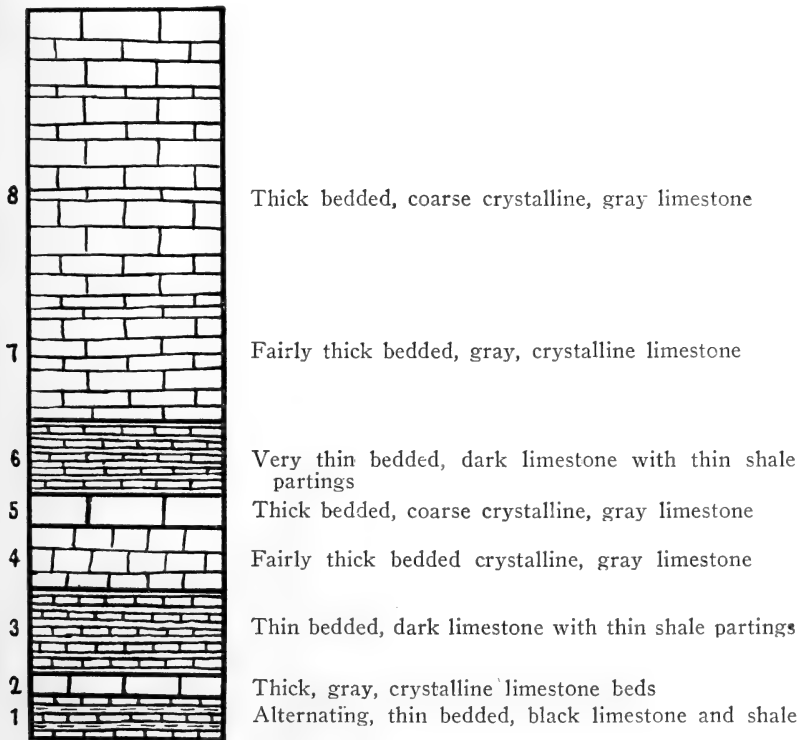 8 Thick bedded, coarse crystalline, gray limestone
7 Fairly thick bedded, gray, crystalline limestone
6 Very thin bedded, dark limestone with thin shale
partings
5 Thick bedded, coarse crystalline, gray limestone
4 Fairly thick bedded crystalline, gray limestone
3 Thin bedded, dark limestone with thin shale partings
2 Thick, gray, crystalline limestone beds
1 Alternating, thin bedded, black limestone and shale